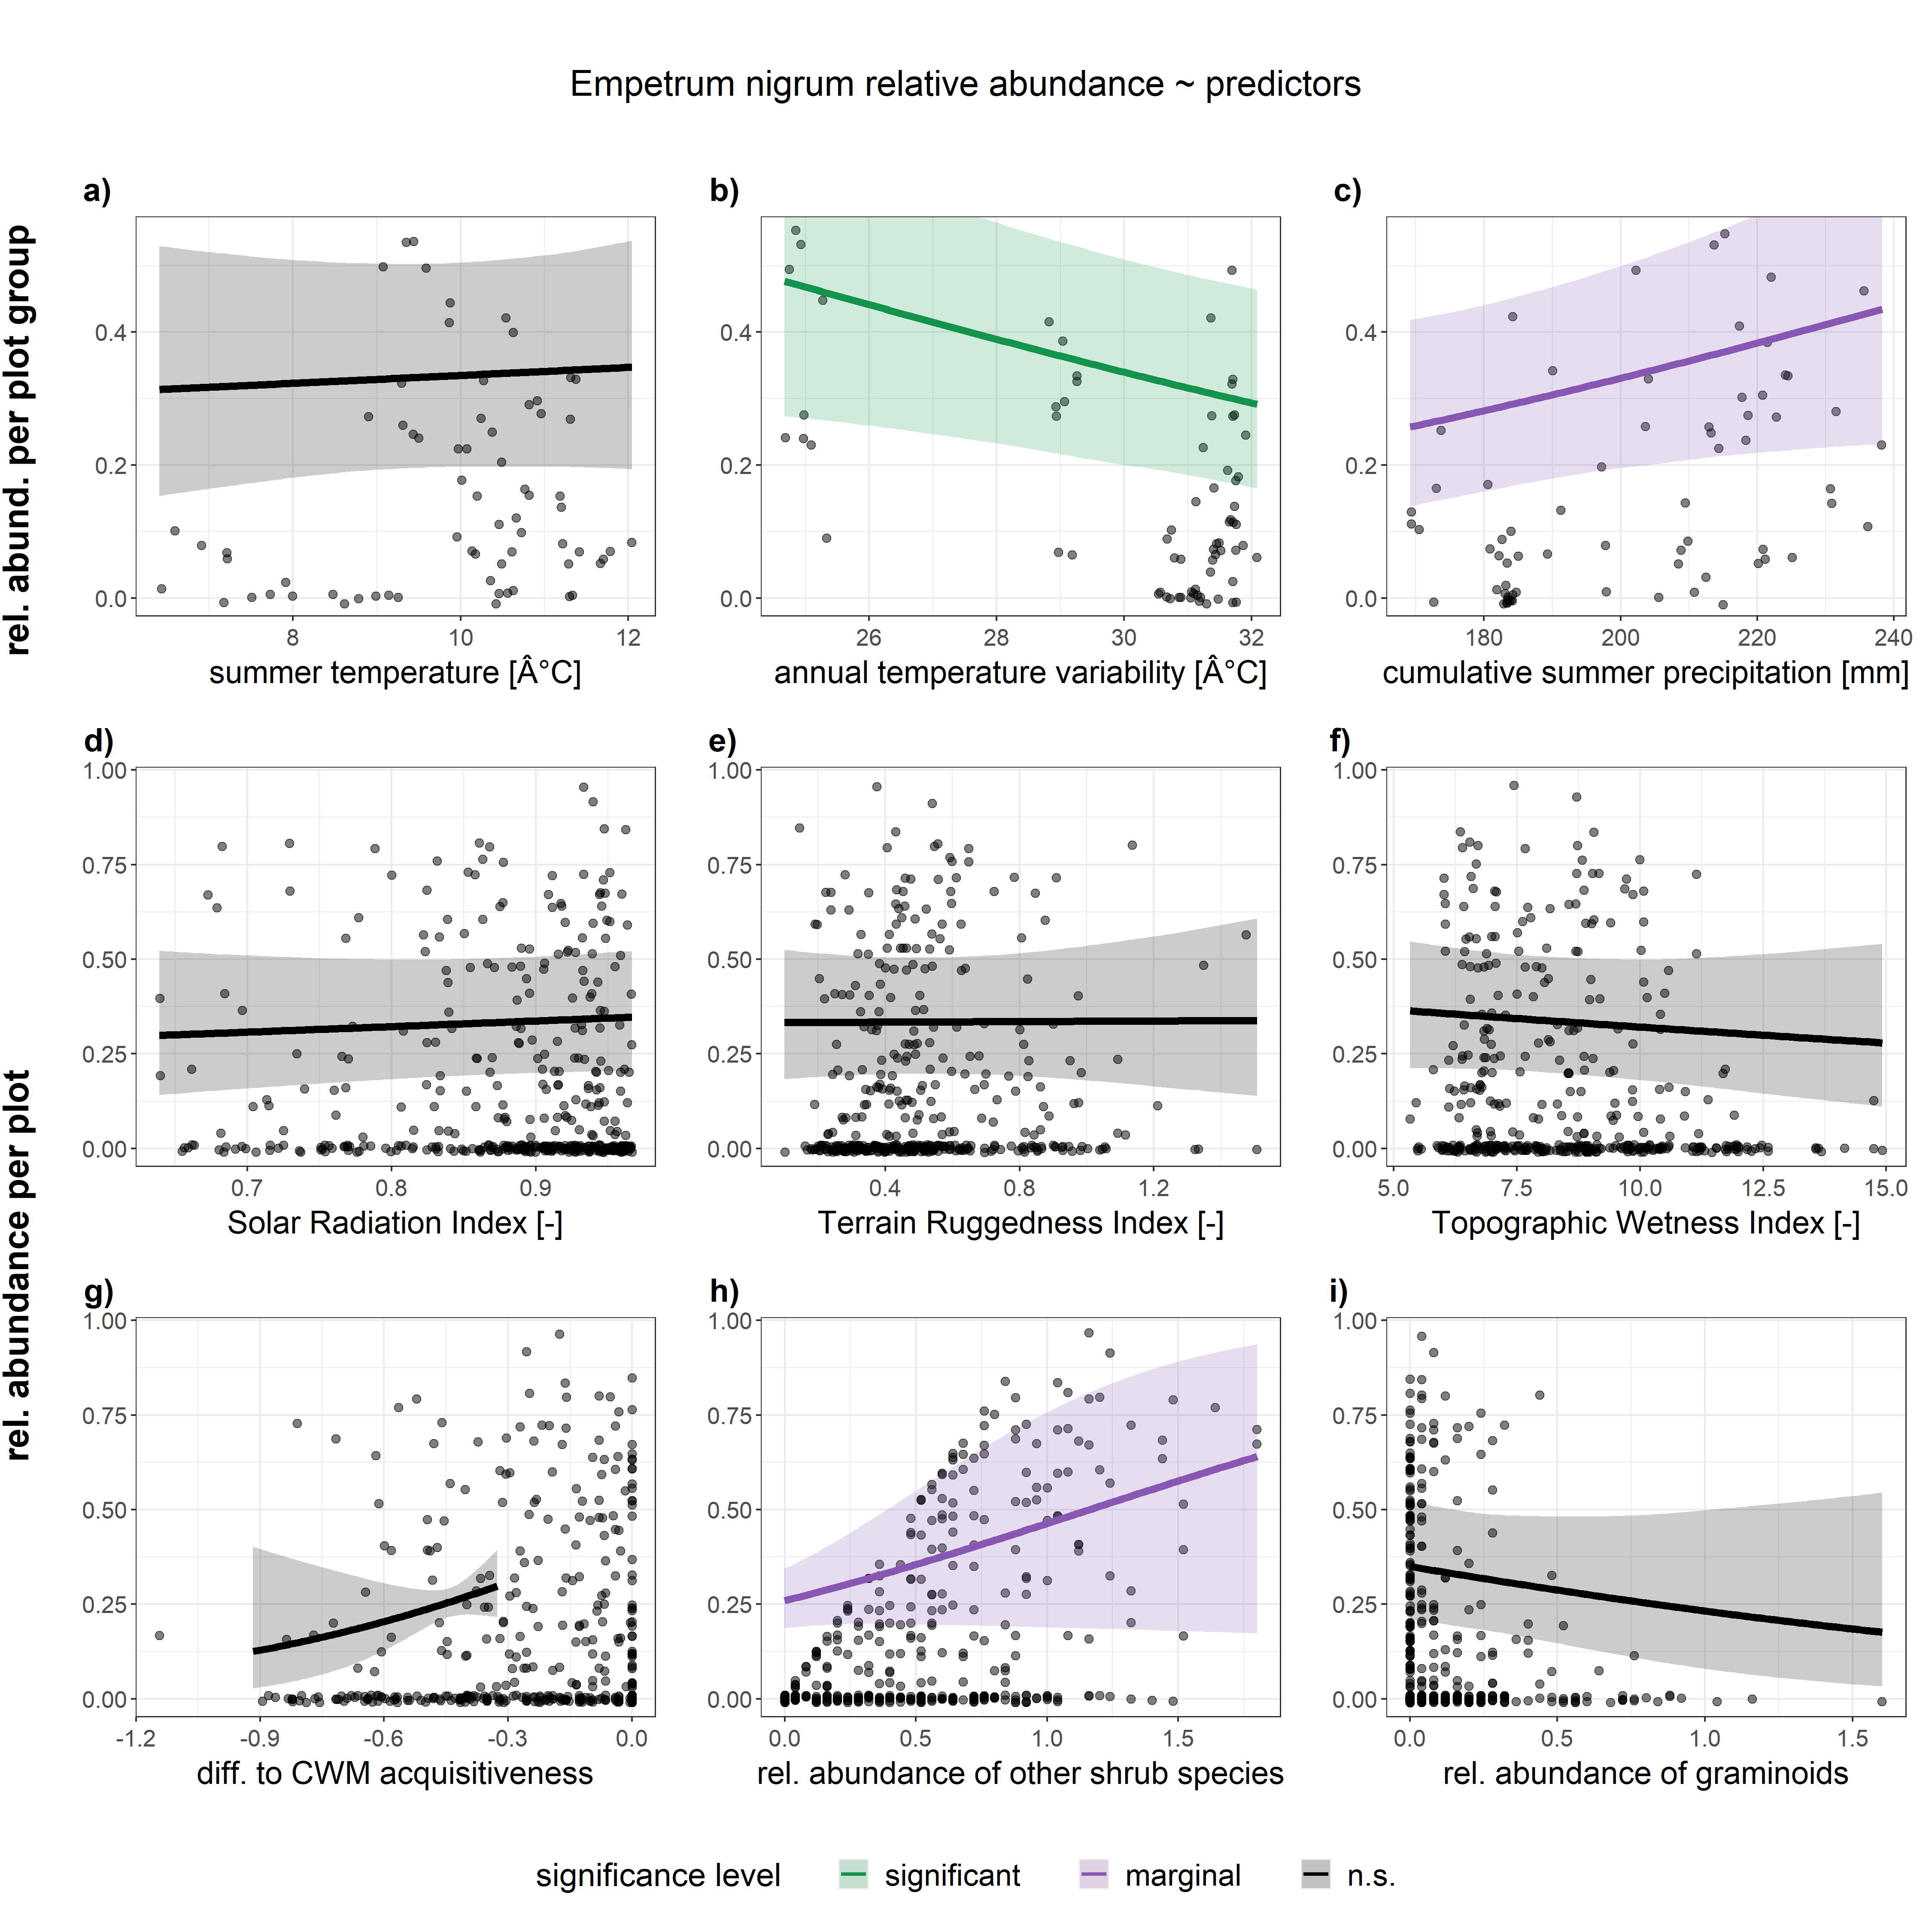 Empetrum nigrum relative abundance ~ predictors
a) b) c)
rel. abund. per plot group
0.4 0.4 0.4
0.2 0.2 0.2
0.0 0.0 0.0
8 10 12 26 28 30 32 180 200 220 240
summer temperature [Â°C] annual temperature variability [Â°C] cumulative summer precipitation [mm]
d) e) f)
rel. abundance per plot
1.00 1.00 1.00
0.75 0.75 0.75
0.50 0.50 0.50
0.25 0.25 0.25
0.00 0.00 0.00
0.7 0.8 0.9 0.4 0.8 1.2 5.0 7.5 10.0 12.5 15.0
Solar Radiation Index [-] Terrain Ruggedness Index [-] Topographic Wetness Index [-]
g) h) i)
1.00 1.00 1.00
0.75 0.75 0.75
0.50 0.50 0.50
0.25 0.25 0.25
0.00 0.00 0.00
-1.2 -0.9 -0.6 -0.3 0.0 0.0 0.5 1.0 1.5 0.0 0.5 1.0 1.5
diff. to CWM acquisitiveness rel. abundance of other shrub species rel. abundance of graminoids
significance level significant marginal n.s.